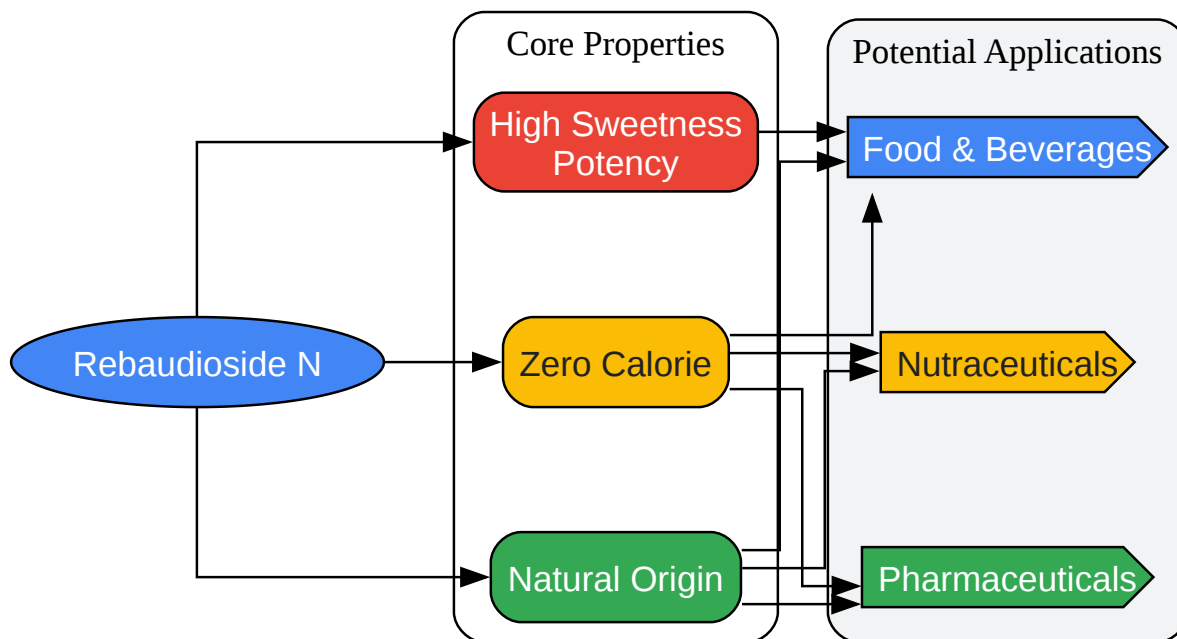 Core Properties
Potential Applications
High Sweetness
Potency
Food & Beverages
Rebaudioside N
Zero Calorie
Nutraceuticals
Natural Origin
Pharmaceuticals